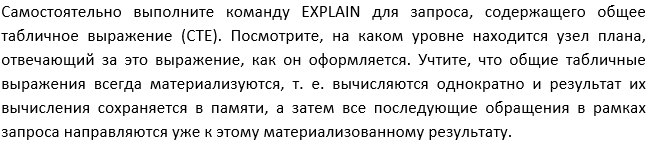 Самостоятельно выполните команду EXPLAIN для запроса, содержащего общее
табличное выражение (CTE). Посмотрите, на каком уровне находится узел плана,
отвечающий за это выражение, как он оформляется. Учтите, что общие табличные
выражения всегда материализуются, т. е. вычисляются однократно и результат их
вычисления сохраняется в памяти, а затем все последующие обращения в рамках
запроса направляются уже к этому материализованному результату.